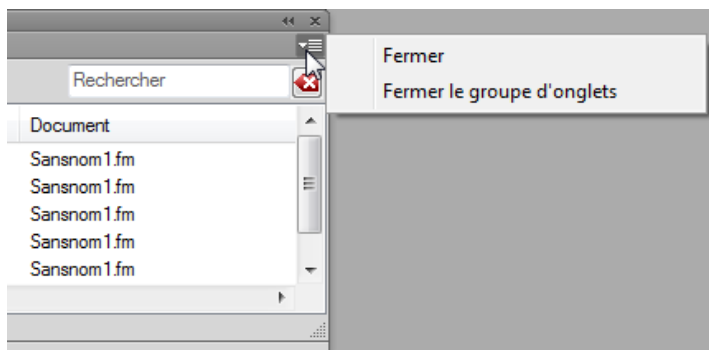 Fermer
Rechercher
Fermer le groupe d'onglets
Document
Sansnom1.fm
Sansnom1.fm
Sansnom1.fm
Sansnom1.fm
Sansnom1.fm